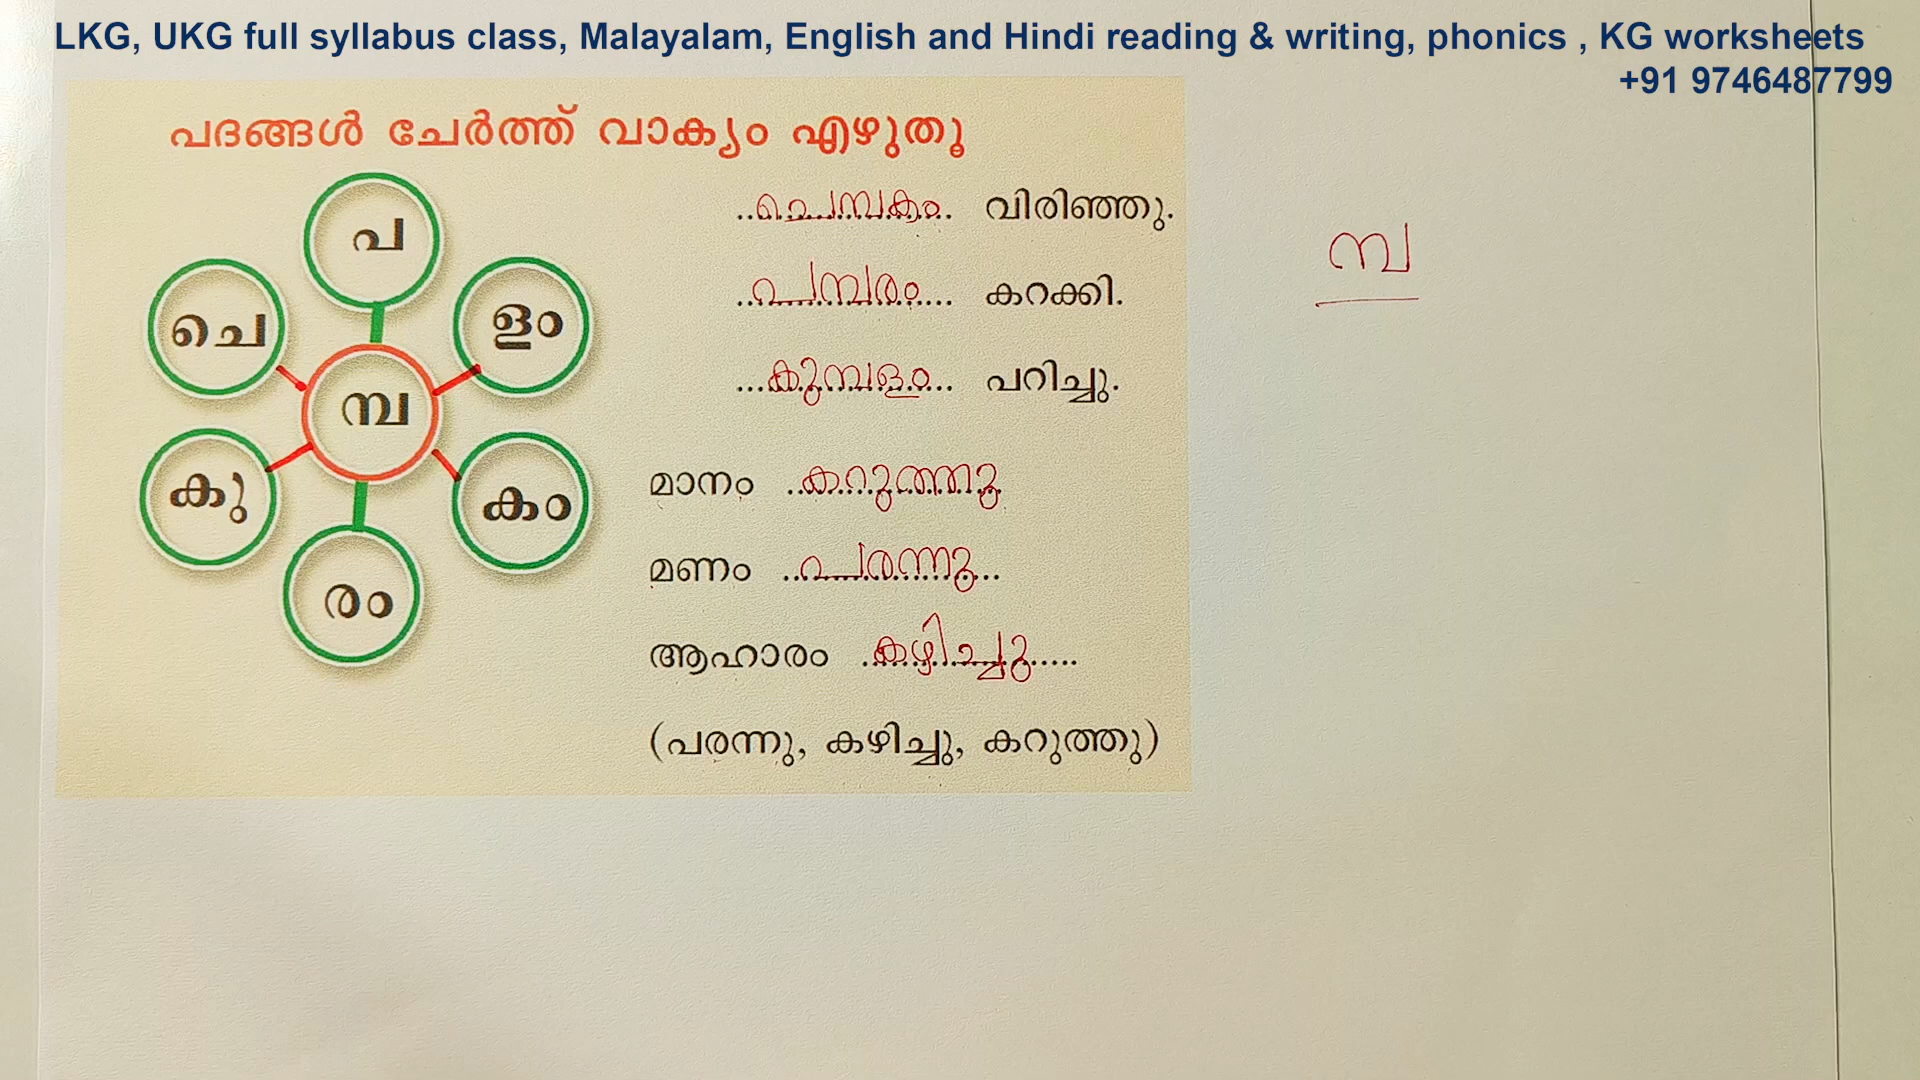 LKG, UKG full syllabus class, Malayalam, English and Hindi reading & writing, phonics , KG worksheets
+91 9746487799
പദങ്ങൾ ചേർത്ത് വാക്യം എഴുതൂ
പ
ചെ
ളം
മ്പ
കു
കം
രം
ചെമ്പകം വിരിഞ്ഞു.
പമ്പരം കറക്കി.
കുമ്പളം പറിച്ചു.
മാനം കറുത്തു
മണം പരന്നു
ആഹാരം കഴിച്ചു
(പരന്നു, കഴിച്ചു, കറുത്തു)
മ്പ